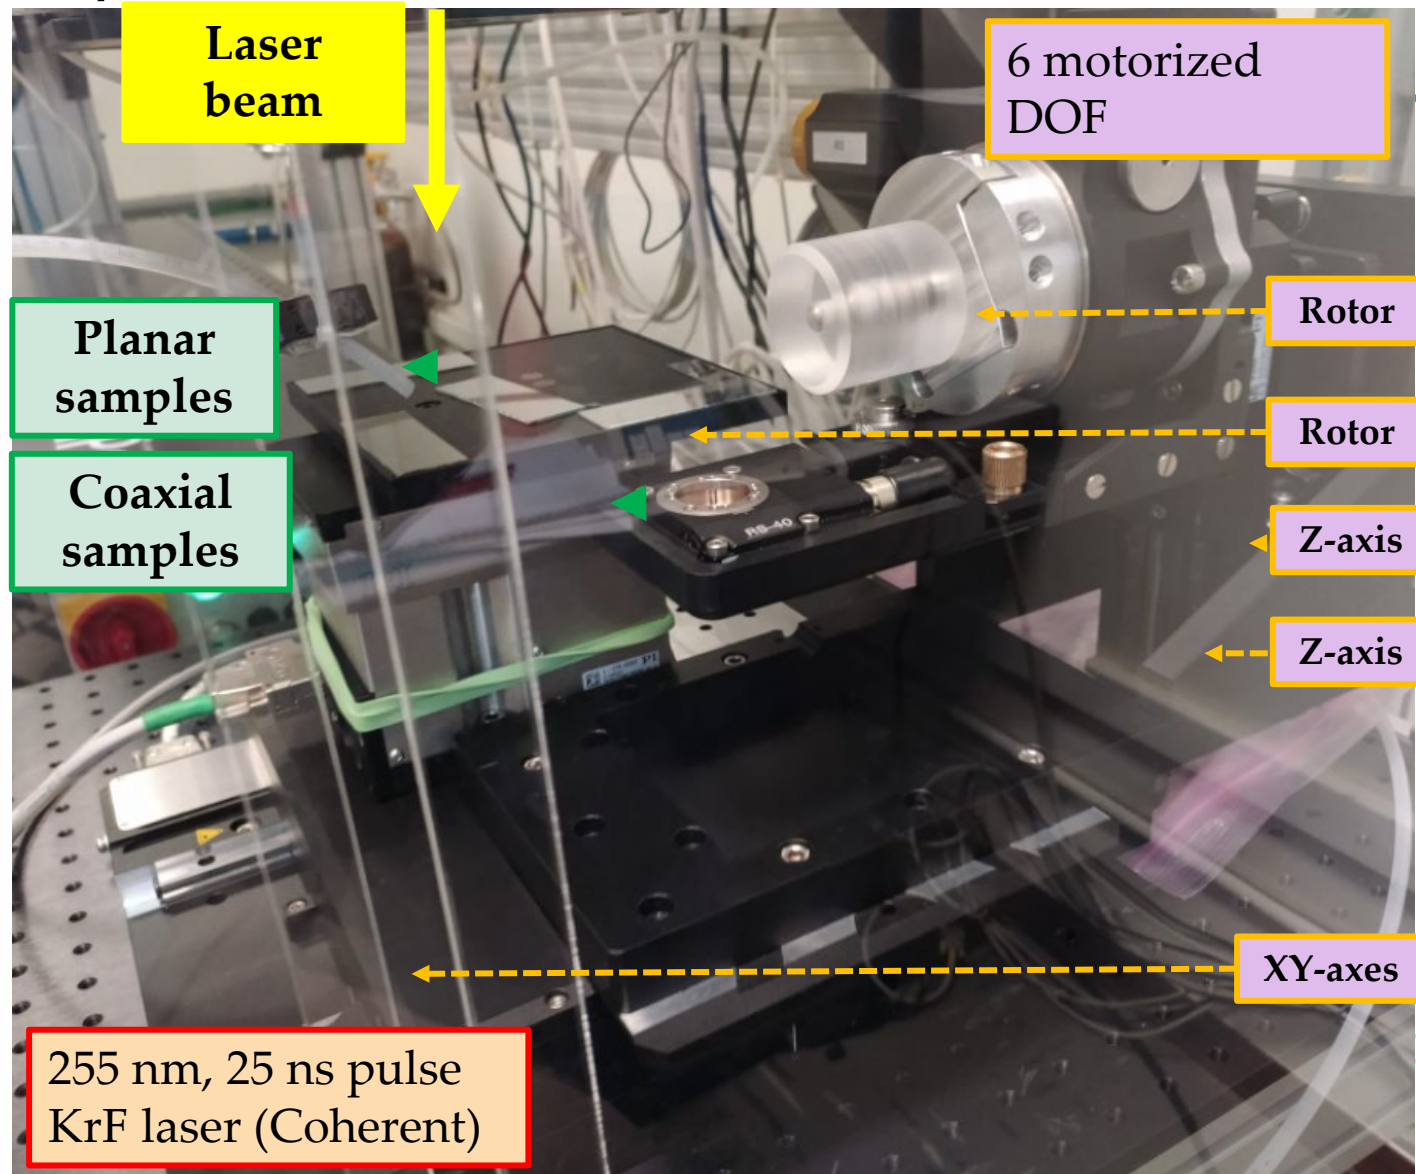 Laser
beam
6 motorized
DOF
Planar
samples
Rotor
Rotor
Coaxial
samples
RS-40
Z-axis
Z-axis
PI
XY-axes
255 nm, 25 ns pulse
KrF laser (Coherent)